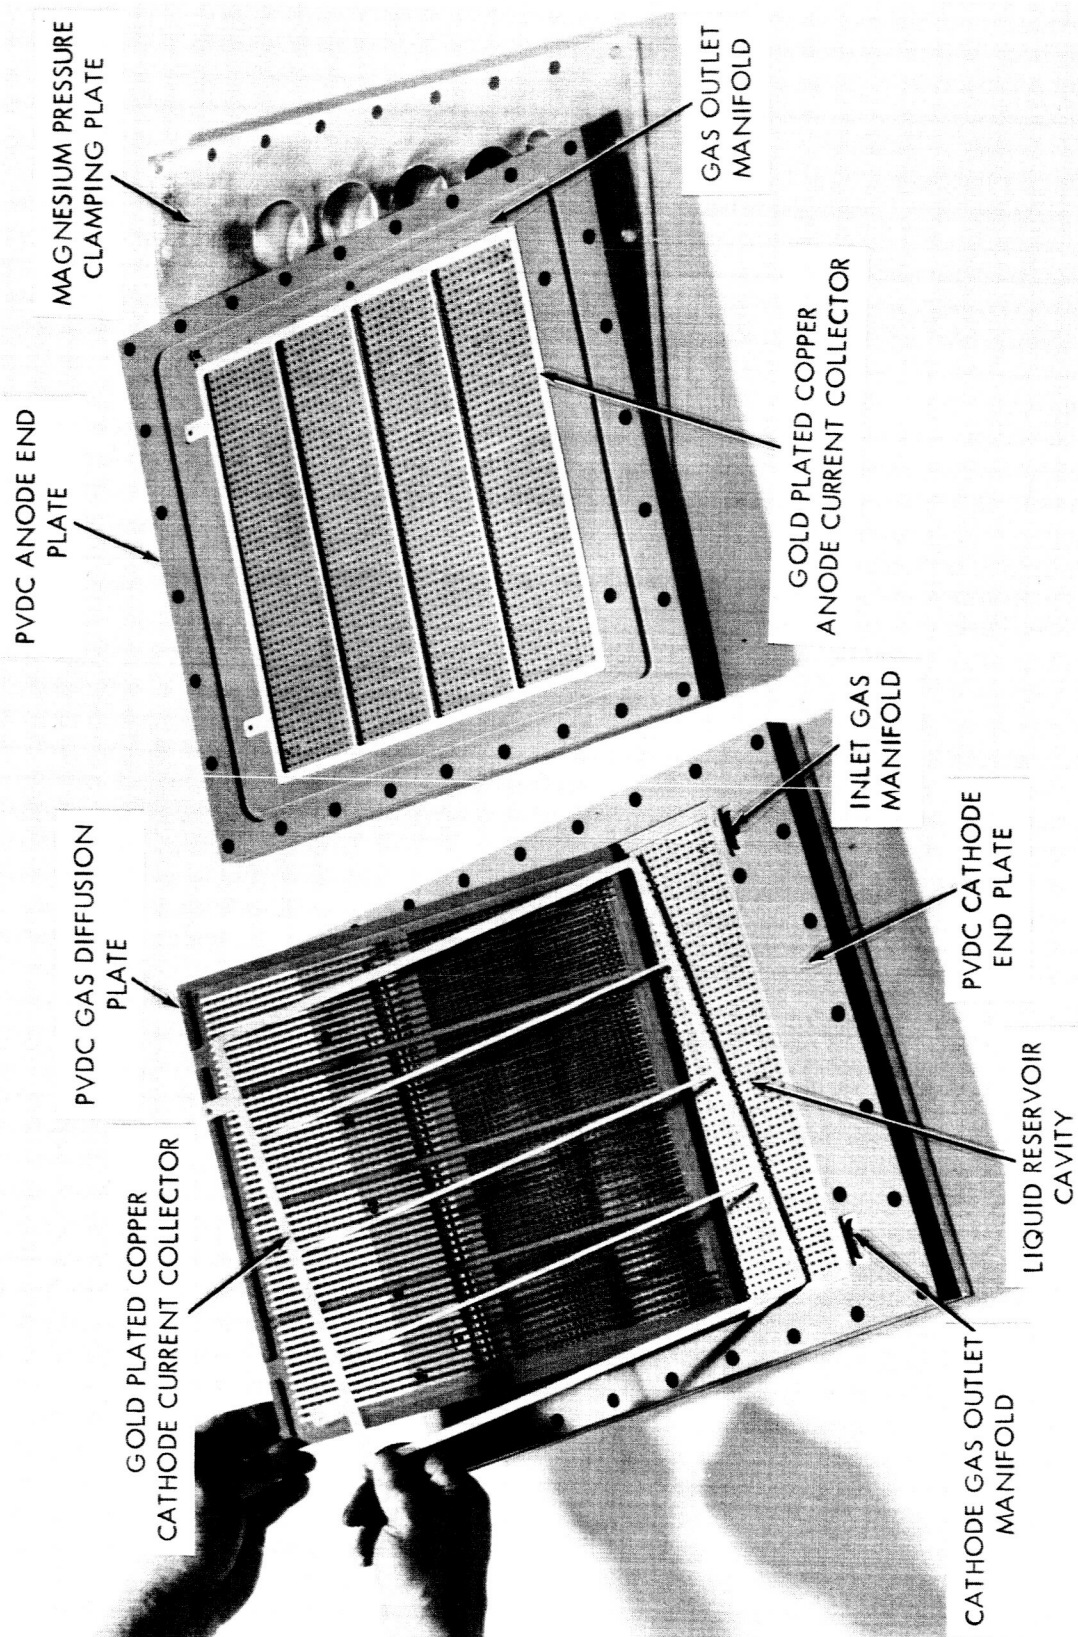 MAGNESIUM PRESSURE
CLAMPING PLATE
PVDC ANODE END
PLATE
PVDC GAS DIFFUSION
PLATE
GOLD PLATED COPPER
CATHODE CURRENT COLLECTOR
GAS OUTLET
MANIFOLD
GOLD PLATED COPPER
ANODE CURRENT COLLECTOR
INLET GAS
MANIFOLD
PVDC CATHODE
END PLATE
LIQUID RESERVOIR
CAVITY
CATHODE GAS OUTLET
MANIFOLD